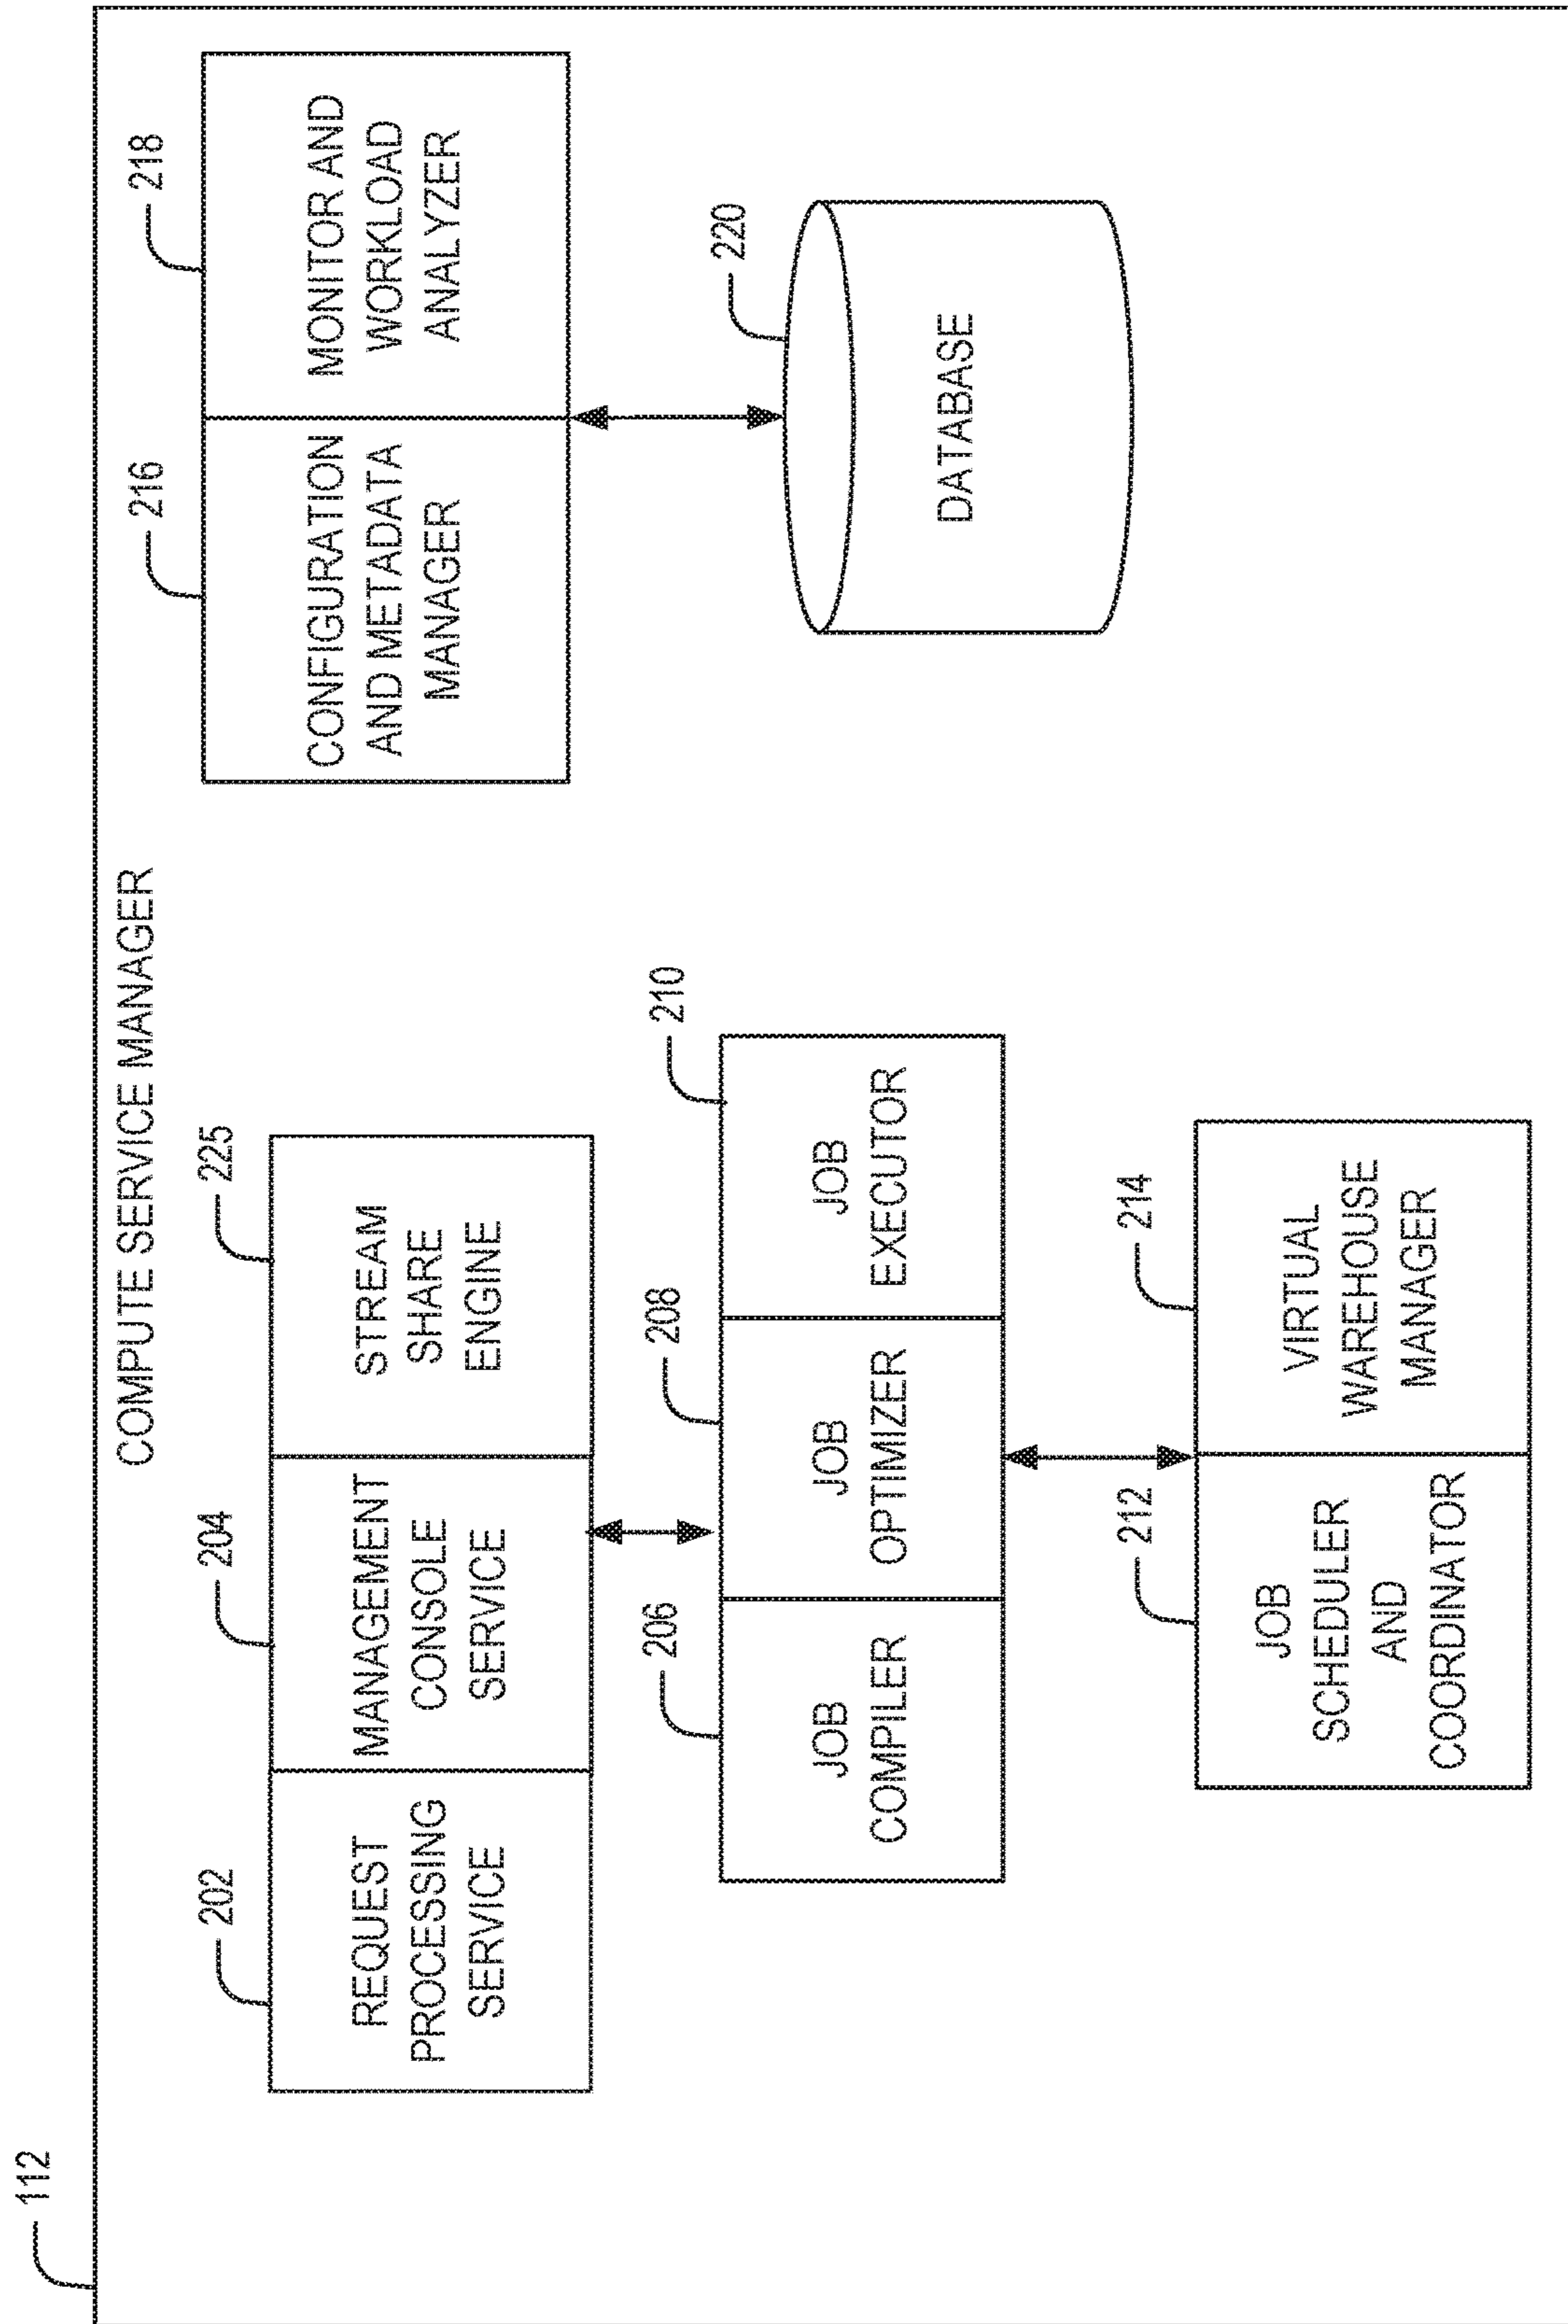 112
COMPUTE SERVICE MANAGER
202
REQUEST
PROCESSING
SERVICE
204
MANAGEMENT
CONSOLE
SERVICE
225
STREAM
SHARE
ENGINE
206
JOB
COMPILER
208
JOB
OPTIMIZER
210
JOB
EXECUTOR
212
JOB
SCHEDULER
AND
COORDINATOR
214
VIRTUAL
WAREHOUSE
MANAGER
216
CONFIGURATION
AND METADATA
MANAGER
218
MONITOR AND
WORKLOAD
ANALYZER
220
DATABASE